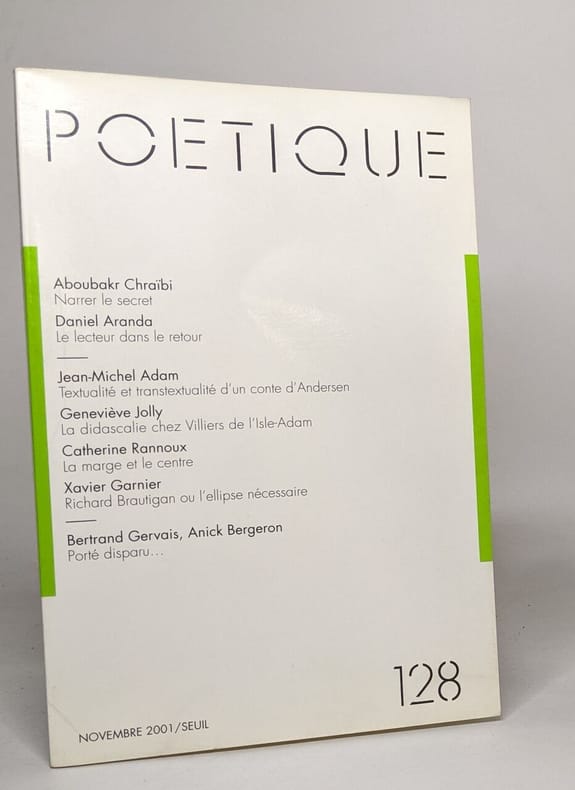 POETIQUE
Aboubakr Chraïbi
Narrer le secret
Daniel Aranda
Le lecteur dans le retour
Jean-Michel Adam
Textualité et transtextualité d'un conte d'Andersen
Geneviève Jolly
La didascalie chez Villiers de l'Isle-Adam
Catherine Rannoux
La marge et le centre
Xavier Garnier
Richard Brautigan ou l'ellipse nécessaire
Bertrand Gervais, Anick Bergeron
Porté disparu...
128
NOVEMBRE 2001/SEUIL